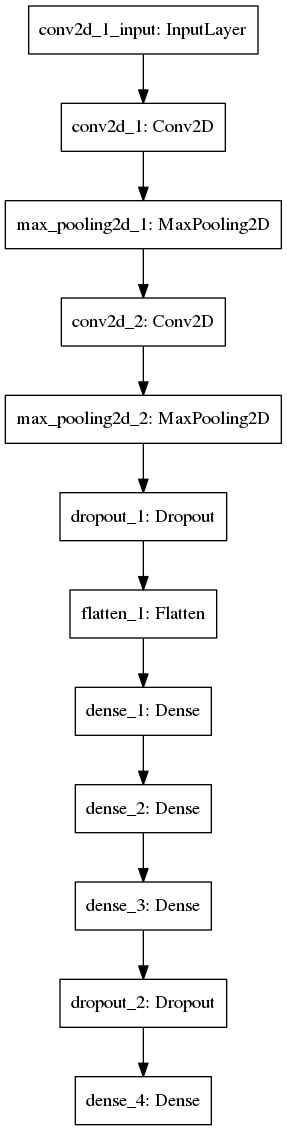 conv2d_1_input: InputLayer
conv2d_1: Conv2D
max_pooling2d_1: MaxPooling2D
conv2d_2: Conv2D
max_pooling2d_2: MaxPooling2D
dropout_1: Dropout
flatten_1: Flatten
dense_1: Dense
dense_2: Dense
dense_3: Dense
dropout_2: Dropout
dense_4: Dense